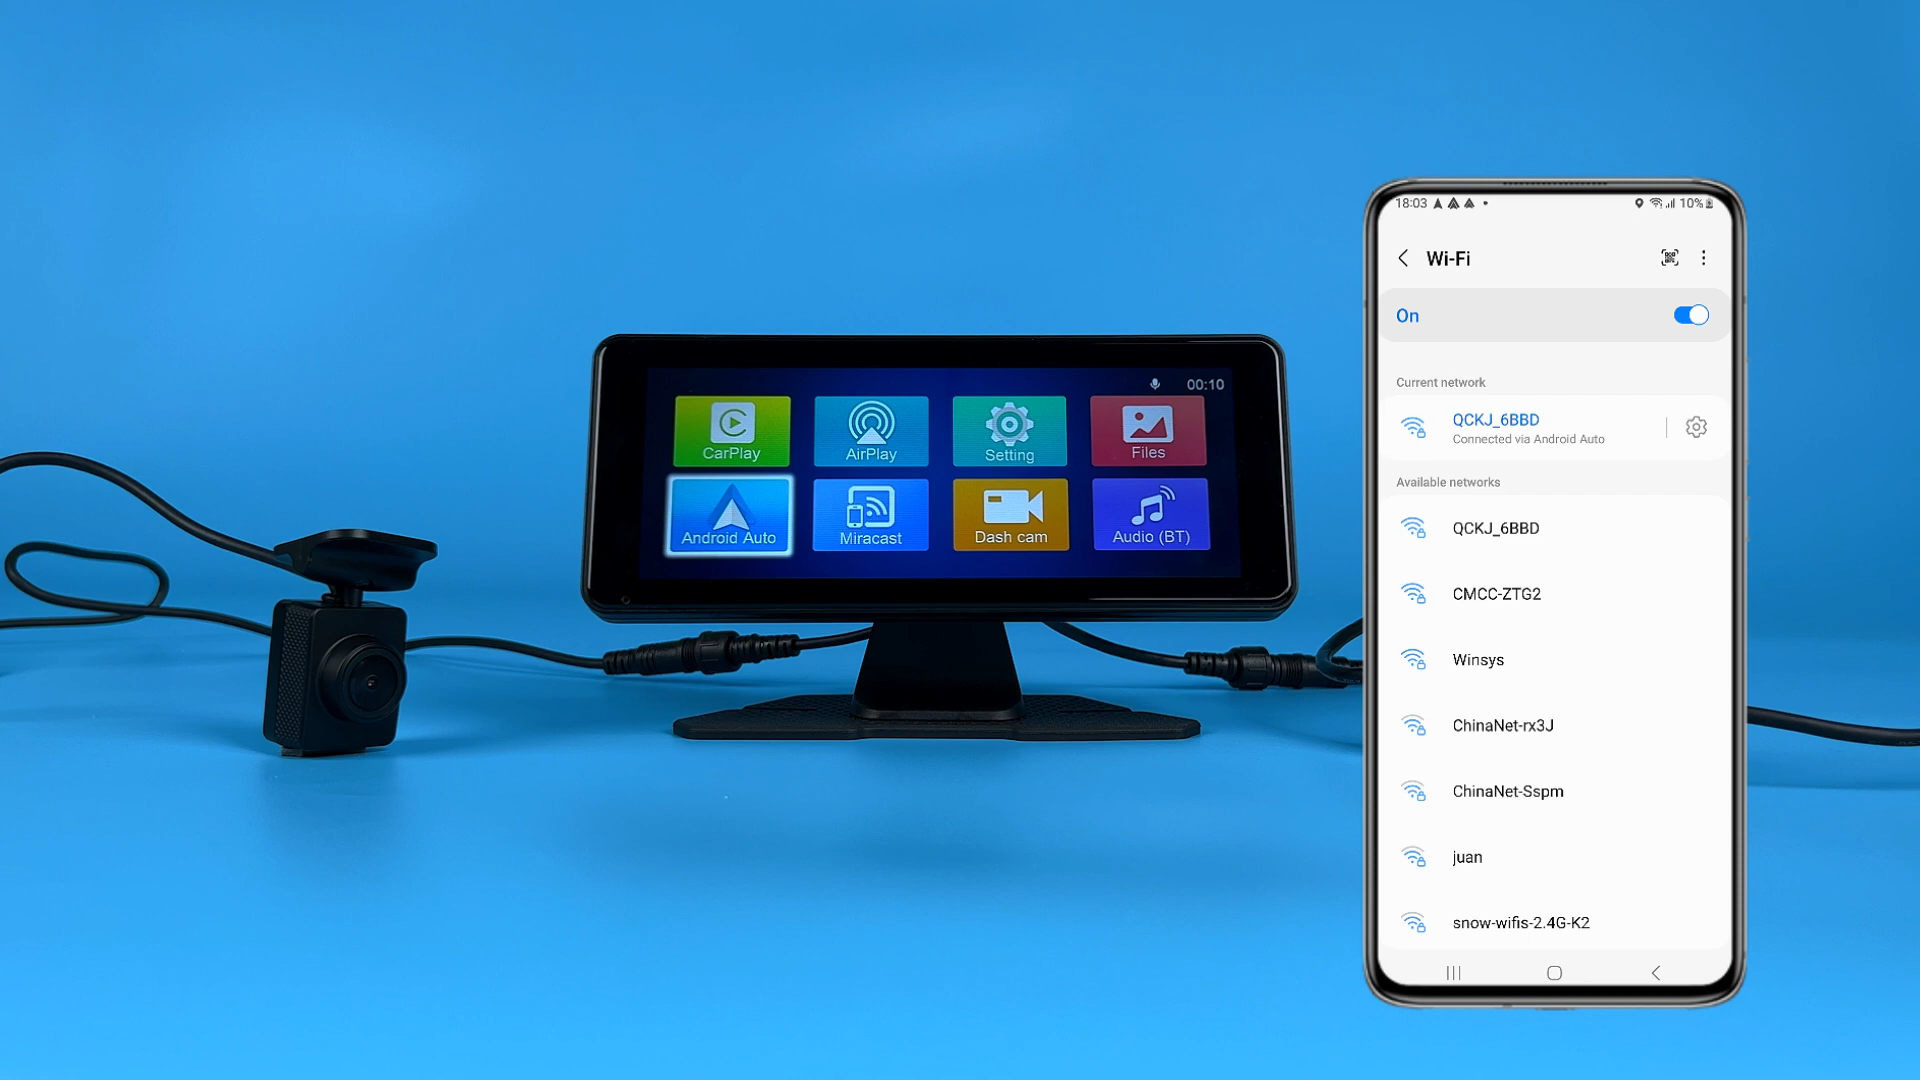 00:10
CarPlay
AirPlay
Setting
Files
Android Auto
Miracast
Dash cam
Audio (BT)
18:03
10%
Wi-Fi
On
Current network
QCKJ_6BBD
Connected via Android Auto
Available networks
QCKJ_6BBD
CMCC-ZTG2
Winsys
ChinaNet-rx3J
ChinaNet-Sspm
juan
snow-wifis-2.4G-K2